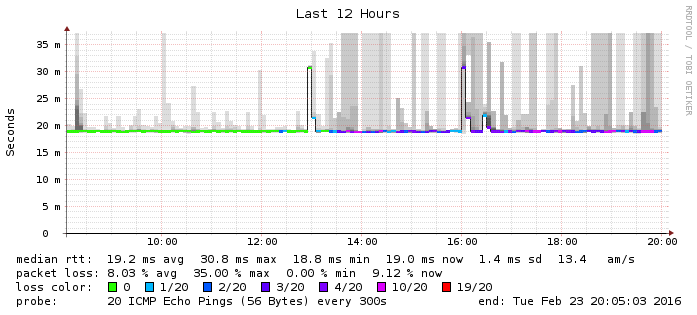 Last 12 Hours
RRDTOOL / TOBI OETIKER
Seconds
35 m
30 m
25 m
20 m
15 m
10 m
5 m
0
10:00 12:00 14:00 16:00 18:00 20:00
median rtt: 19.2 ms avg 30.8 ms max 18.8 ms min 19.0 ms now 1.4 ms sd 13.4 am/s
packet loss: 8.03 % avg 35.00 % max 0.00 % min 9.12 % now
loss color: 0 1/20 2/20 3/20 4/20 10/20 19/20
probe: 20 ICMP Echo Pings (56 Bytes) every 300s end: Tue Feb 23 20:05:03 2016